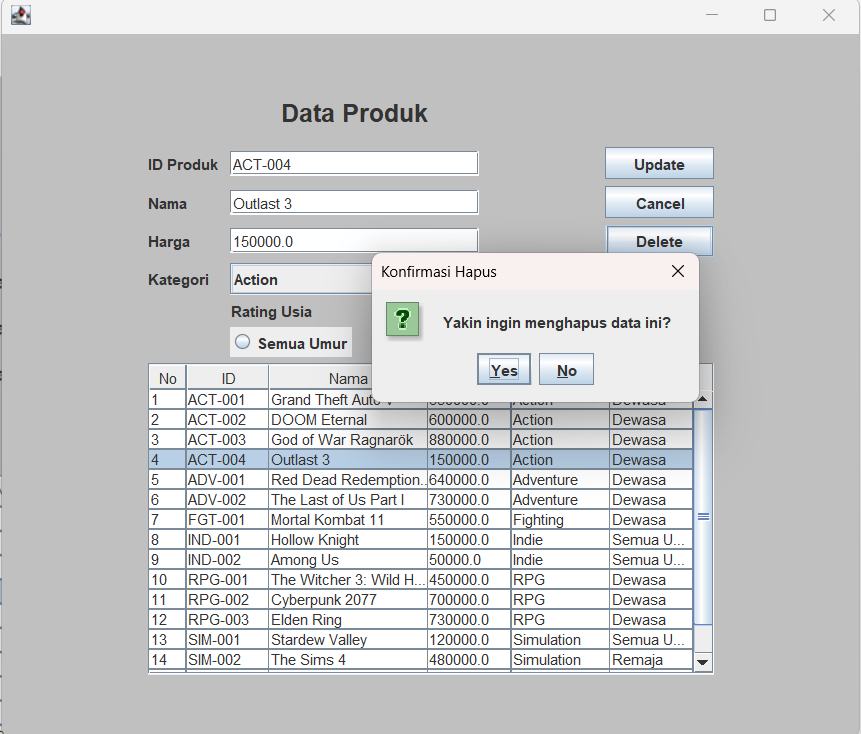 Data Produk
ID Produk ACT-004 Update
Nama Outlast 3 Cancel
Harga 150000.0 Delete
Kategori Action
Rating Usia
Semua Umur
Konfirmasi Hapus
Yakin ingin menghapus data ini?
Yes No
No ID Nama
1 ACT-001 Grand Theft Auto V Action Dewasa
2 ACT-002 DOOM Eternal 600000.0 Action Dewasa
3 ACT-003 God of War Ragnarök 880000.0 Action Dewasa
4 ACT-004 Outlast 3 150000.0 Action Dewasa
5 ADV-001 Red Dead Redemption... 640000.0 Adventure Dewasa
6 ADV-002 The Last of Us Part I 730000.0 Adventure Dewasa
7 FGT-001 Mortal Kombat 11 550000.0 Fighting Dewasa
8 IND-001 Hollow Knight 150000.0 Indie Semua U...
9 IND-002 Among Us 50000.0 Indie Semua U...
10 RPG-001 The Witcher 3: Wild H... 450000.0 RPG Dewasa
11 RPG-002 Cyberpunk 2077 700000.0 RPG Dewasa
12 RPG-003 Elden Ring 730000.0 RPG Dewasa
13 SIM-001 Stardew Valley 120000.0 Simulation Semua U...
14 SIM-002 The Sims 4 480000.0 Simulation Remaja